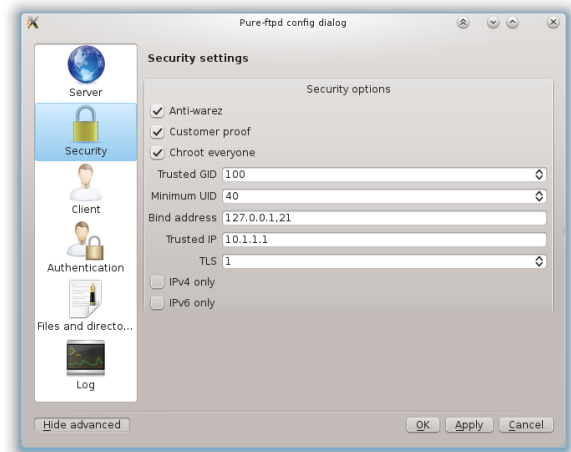 Pure-ftpd config dialog
Server
Security
Client
Authentication
Files and directo...
Log
Security settings
Security options
Anti-warez
Customer proof
Chroot everyone
Trusted GID 100
Minimum UID 40
Bind address 127.0.0.1,21
Trusted IP 10.1.1.1
TLS 1
IPv4 only
IPv6 only
Hide advanced
OK
Apply
Cancel